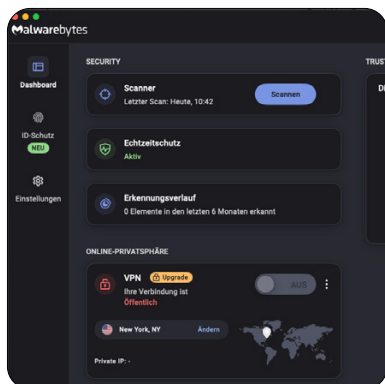 Malwarebytes
SECURITY
TRUS
Dashboard
Scanner
Letzter Scan: Heute, 10:42
Scannen
D
ID-Schutz
NEU
Echtzeitschutz
Aktiv
Einstellungen
Erkennungsverlauf
0 Elemente in den letzten 6 Monaten erkannt
ONLINE-PRIVATSPHÄRE
VPN
Upgrade
Ihre Verbindung ist
Öffentlich
AUS
New York, NY
Ändern
Private IP: -